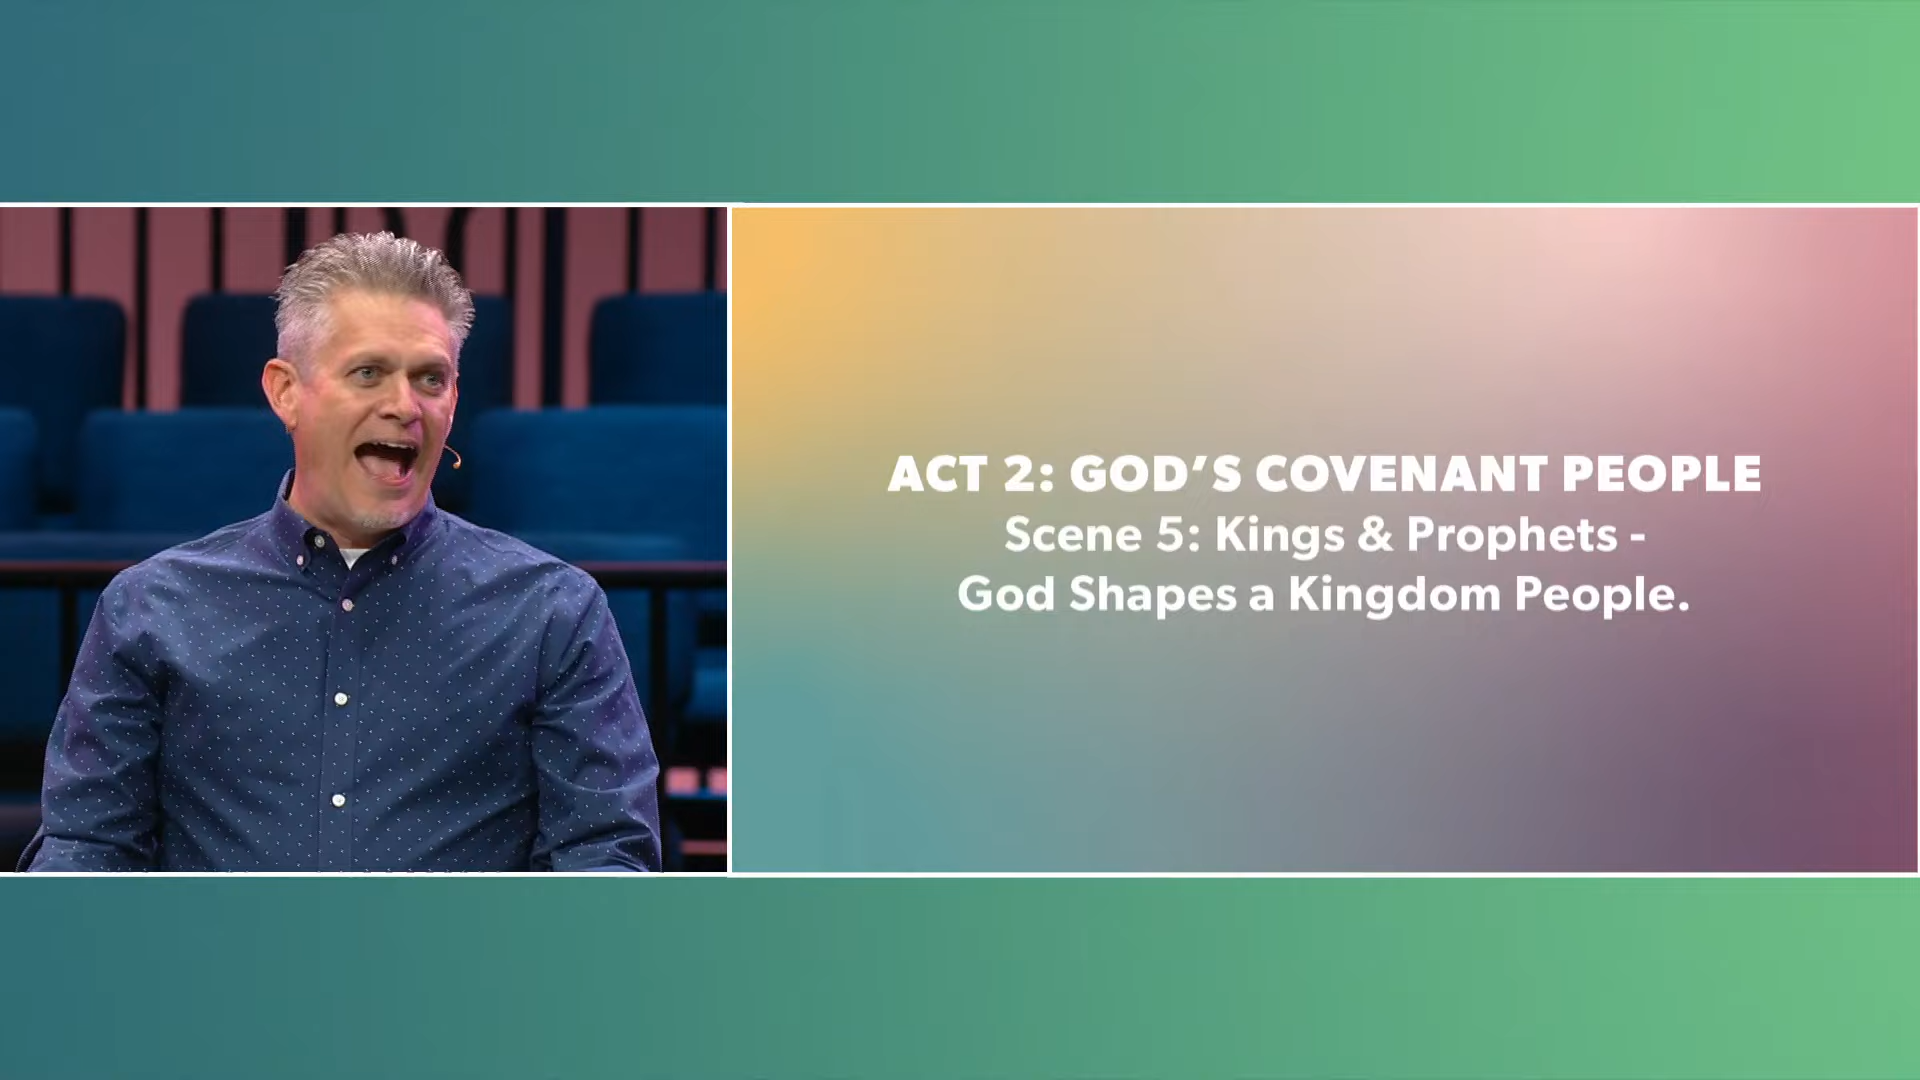 ACT 2: GOD’S COVENANT PEOPLE
Scene 5: Kings & Prophets -
God Shapes a Kingdom People.